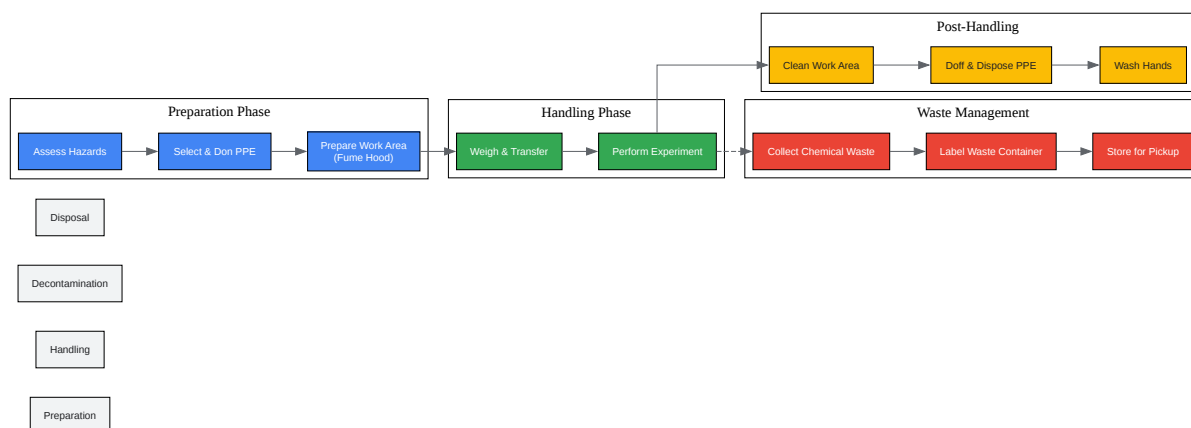 Post-Handling
Clean Work Area
Doff & Dispose PPE
Wash Hands
Preparation Phase
Assess Hazards
Select & Don PPE
Prepare Work Area
(Fume Hood)
Handling Phase
Weigh & Transfer
Perform Experiment
Waste Management
Collect Chemical Waste
Label Waste Container
Store for Pickup
Disposal
Decontamination
Handling
Preparation